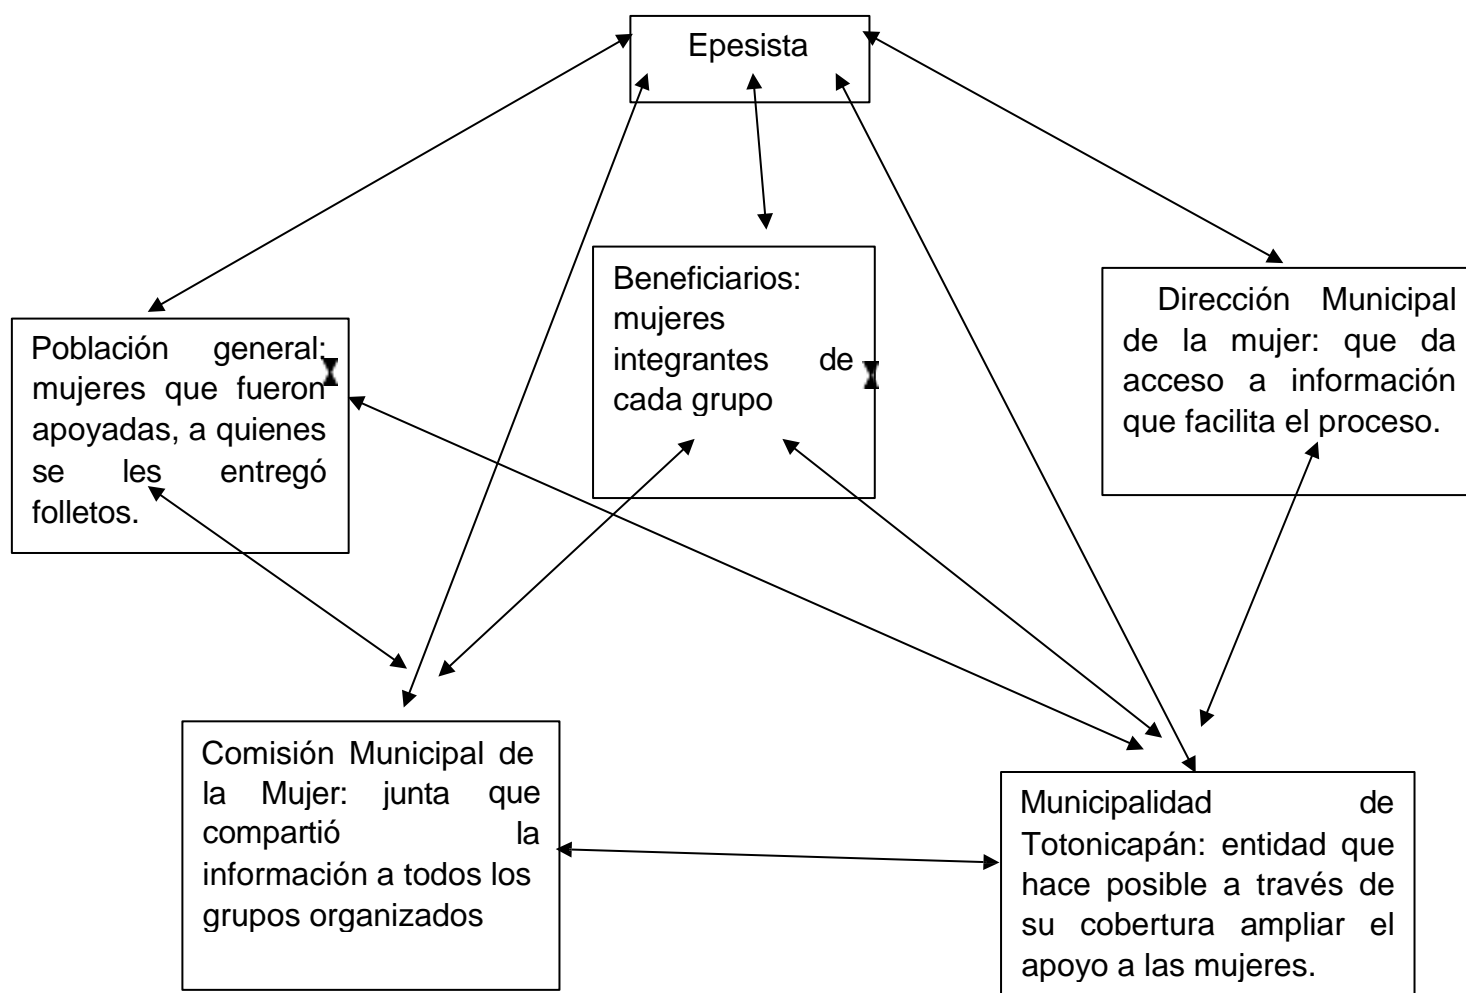 Epesista
Beneficiarios:
mujeres
integrantes de
cada grupo
Dirección Municipal
de la mujer: que da
acceso a información
que facilita el proceso.
Población general:
mujeres que fueron
apoyadas, a quienes
se les entregó
folletos.
Comisión Municipal de
la Mujer: junta que
compartió la
información a todos los
grupos organizados
Municipalidad de
Totonicapán: entidad que
hace posible a través de
su cobertura ampliar el
apoyo a las mujeres.